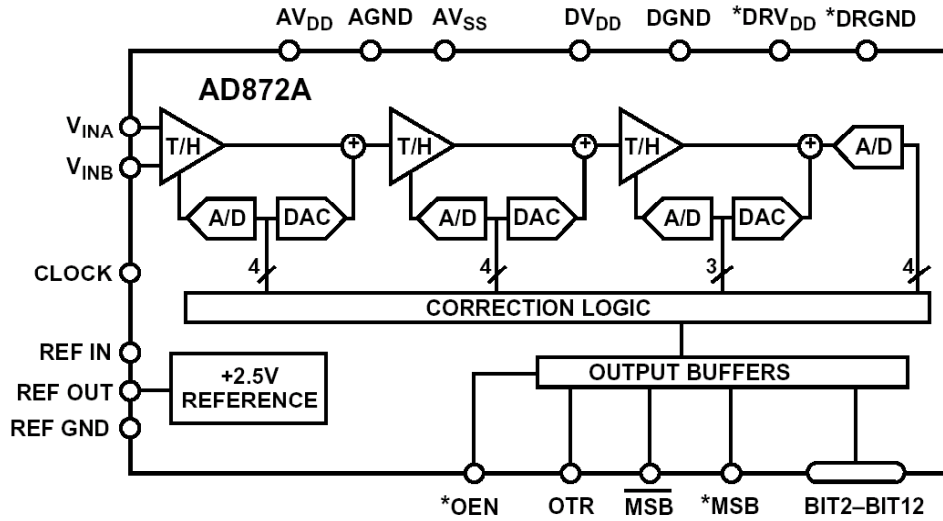 AVDD AGND AVSS DVDD DGND *DRVDD *DRGND
AD872A
VINA
VINB
T/H + T/H + T/H + A/D
A/D DAC A/D DAC A/D DAC
4 4 3 4
CLOCK
CORRECTION LOGIC
REF IN
REF OUT
REF GND
+2.5V
REFERENCE
OUTPUT BUFFERS
*OEN OTR MSB *MSB BIT2–BIT12